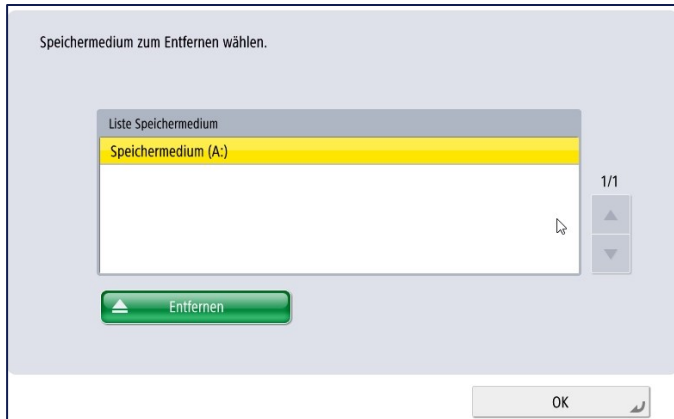 Speichermedium zum Entfernen wählen.
Liste Speichermedium
Speichermedium (A:)
1/1
Entfernen
OK